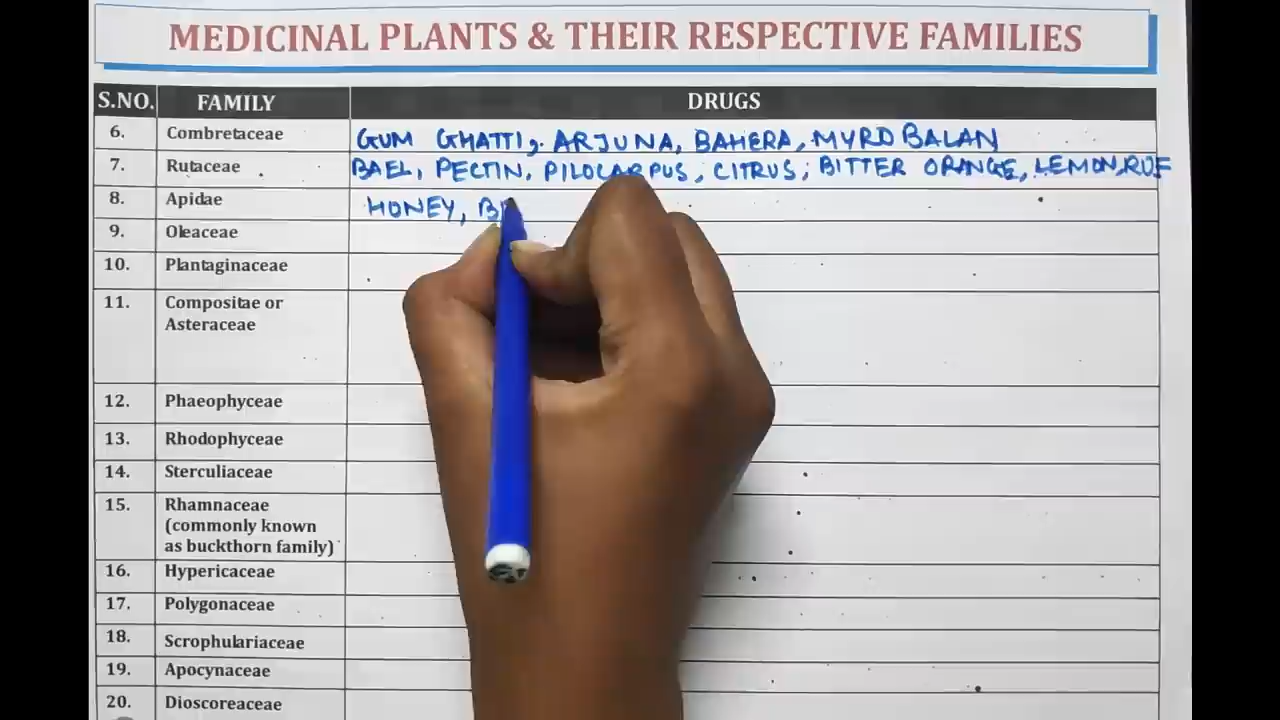 MEDICINAL PLANTS & THEIR RESPECTIVE FAMILIES
S.NO. FAMILY DRUGS
6. Combretaceae GUM GHATTI, ARJUNA, BAHERA, MYROBALAN
7. Rutaceae BAEL, PECTIN, PILOCARPUS, CITRUS, BITTER ORANGE, LEMON, RUE
8. Apidae HONEY,
9. Oleaceae
10. Plantaginaceae
11. Compositae or
Asteraceae
12. Phaeophyceae
13. Rhodophyceae
14. Sterculiaceae
15. Rhamnaceae
(commonly known
as buckthorn family)
16. Hypericaceae
17. Polygonaceae
18. Scrophulariaceae
19. Apocynaceae
20. Dioscoreaceae